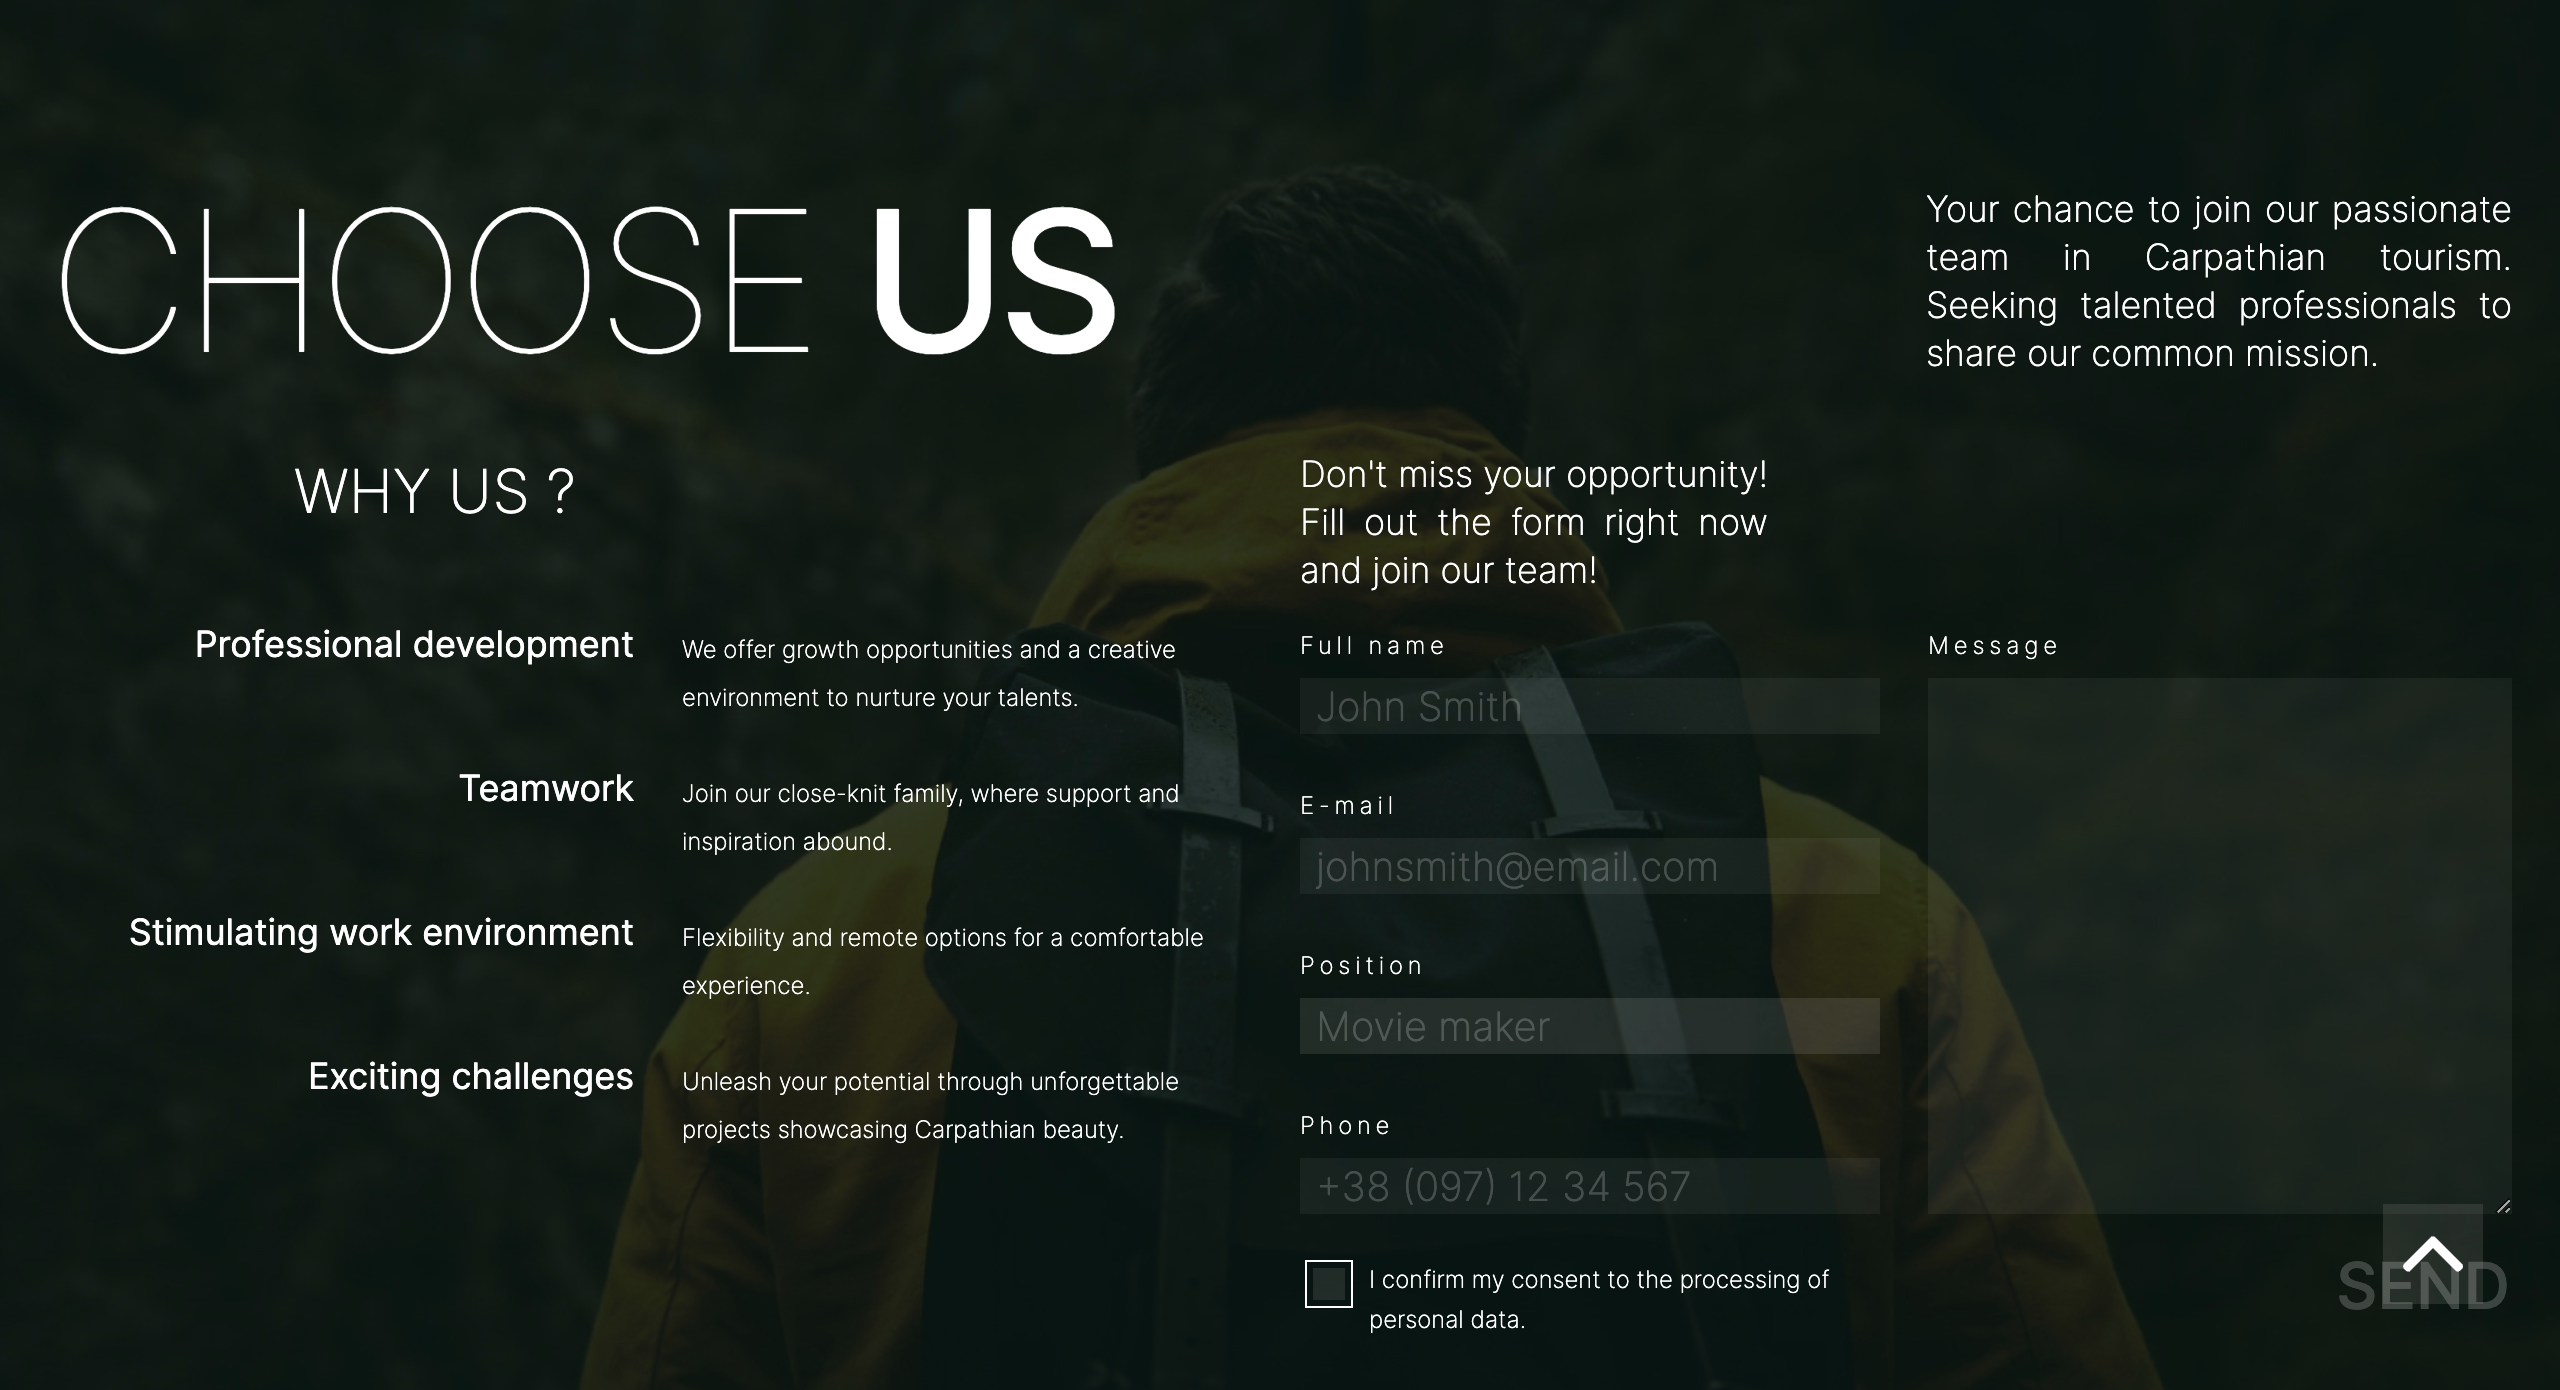 CHOOSE US
Your chance to join our passionate
team in Carpathian tourism.
Seeking talented professionals to
share our common mission.
WHY US ?
Professional development
We offer growth opportunities and a creative
environment to nurture your talents.
Teamwork
Join our close-knit family, where support and
inspiration abound.
Stimulating work environment
Flexibility and remote options for a comfortable
experience.
Exciting challenges
Unleash your potential through unforgettable
projects showcasing Carpathian beauty.
Don't miss your opportunity!
Fill out the form right now
and join our team!
Full name
John Smith
E-mail
johnsmith@email.com
Position
Movie maker
Phone
+38 (097) 12 34 567
Message
I confirm my consent to the processing of
personal data.
SEND